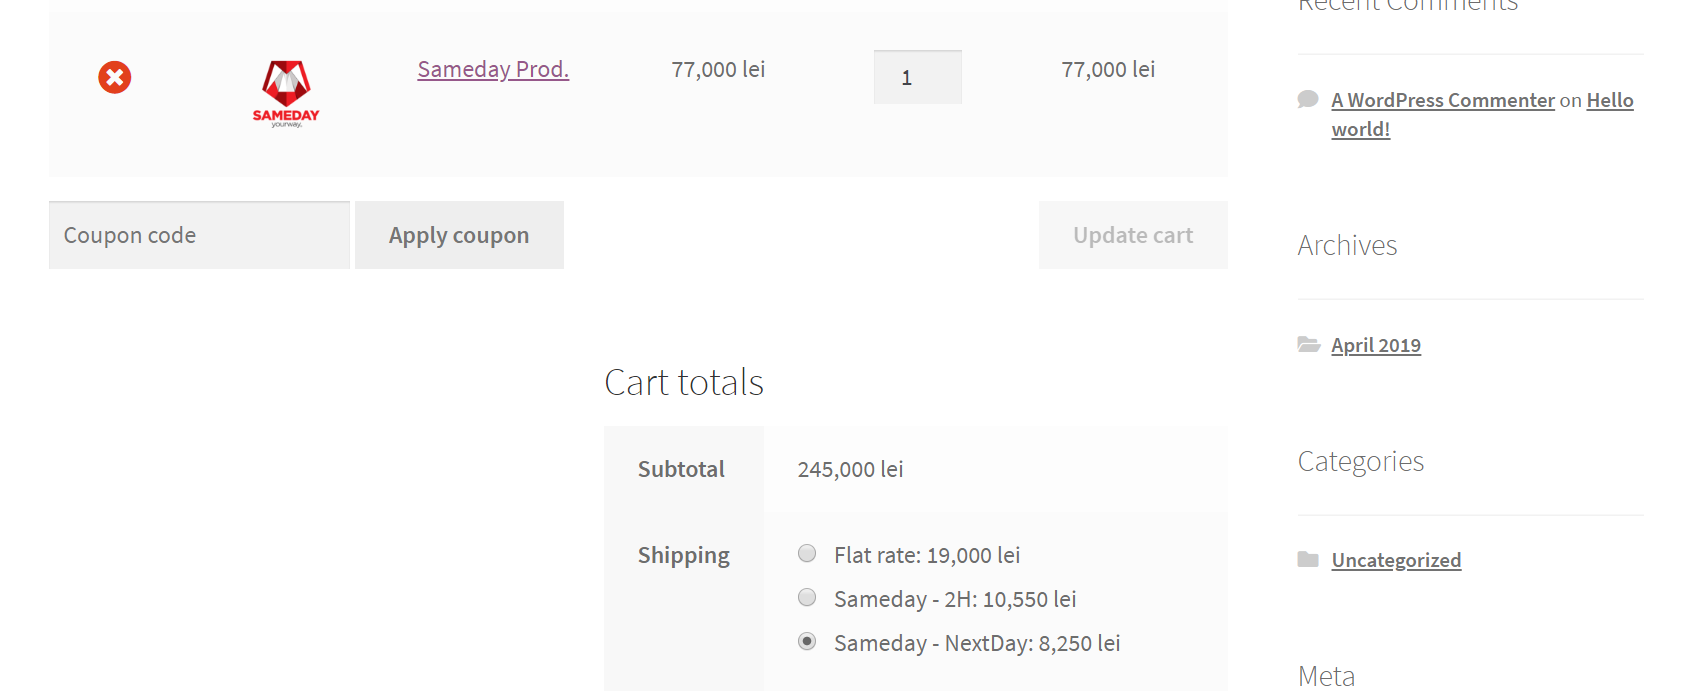 Recent Comments
SAMEDAY
yourway.
Sameday Prod.
77,000 lei
1
77,000 lei
A WordPress Commenter on Hello
world!
Coupon code
Apply coupon
Update cart
Archives
April 2019
Cart totals
Subtotal
245,000 lei
Categories
Shipping
Flat rate: 19,000 lei
Sameday - 2H: 10,550 lei
Sameday - NextDay: 8,250 lei
Uncategorized
Meta